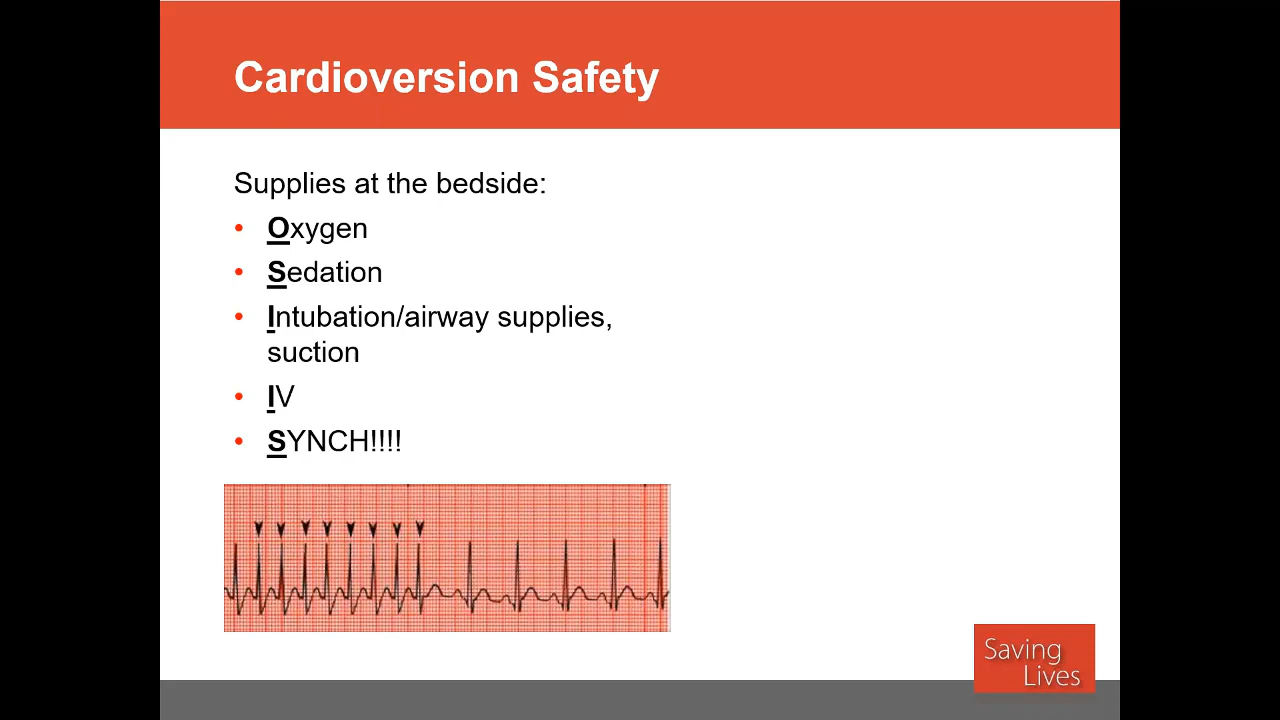 Cardioversion Safety
Supplies at the bedside:
• Oxygen
• Sedation
• Intubation/airway supplies,
suction
• IV
• SYNCH!!!!
Saving
Lives